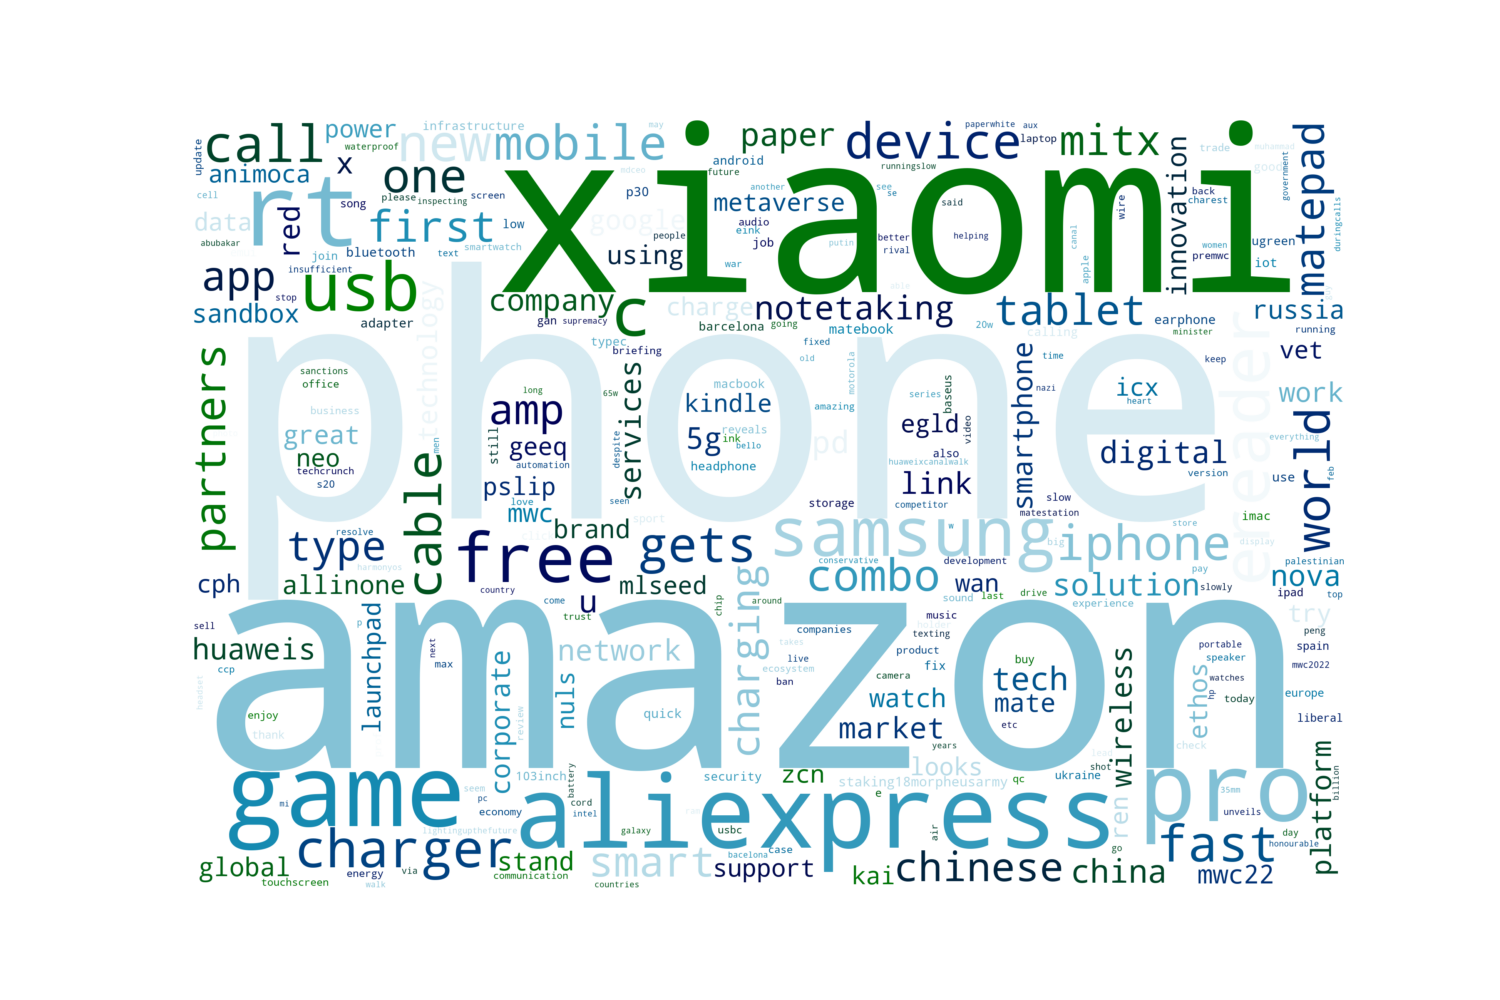 call
power
infrastructure
may
new
mobile
xiaomi
paper
device
paperwhite
aux
laptop
mitx
innovation
trade
muhammad
good
government
matepad
update
waterproof
animoca
x
one
android
future
runningslow
cell
rt
please
inspecting
screen
mdceo
p30
another
see
se
metaverse
said
wire
back
charest
data
red
song
first
low
google
people
eink
audio
job
better
rival
helping
putin
canal
apple
women
ugreen
premwc
iot
duringcalls
abubakar
join
bluetooth
text
smartwatch
using
war
able
app
insufficient
stop
usb
technology
company
c
charge
notetaking
tablet
earphone
russia
sandbox
adapter
gan
supremacy
barcelona
going
matebook
20w
calling
minister
running
partners
typec
briefing
fixed
old
motorola
smartphone
time
keep
vet
phone
sanctions
office
business
great
neo
techcrunch
s20
men
long
amp
geeq
still
automation
65w
services
despite
macbook
kindle
5g
ink
reveals
bello
headphone
amazing
series
baseus
egld
also
video
pd
huaweixcanalwalk
nazi
icx
heart
digital
version
ereader
work
everything
world
use
feb
cable
pslip
love
mwc
seen
sport
brand
storage
link
competitor
slow
matestation
imac
store
display
palestinian
type
resolve
harmonyos
free
gets
samsung
w
big
iphone
conservative
development
pay
nova
cph
allinone
country
come
u
mlseed
trust
charging
chip
around
combo
wan
sound
last
drive
solution
experience
slowly
ipad
top
try
sell
p
amazon
huaweis
launchpad
next
max
corporate
nuls
network
holder
takes
ecosystem
companies
live
ban
music
texting
product
fix
camera
buy
tech
mate
etc
wireless
portable
speaker
ethos
watches
hp
today
peng
spain
mwc2022
europe
liberal
ccp
headset
enjoy
thank
review
quick
watch
market
years
lead
shot
check
platform
billion
game
mi
seem
103inch
battery
security
zcn
staking18morpheusarmy
looks
qc
ukraine
pro
35mm
unveils
pc
economy
cord
intel
aliexpress
e
air
go
ren
day
honourable
lightingupthefuture
galaxy
ran
usbc
global
touchscreen
charger
energy
walk
via
stand
communication
smart
countries
bacelona
case
support
kai
chinese
china
fast
mwc22